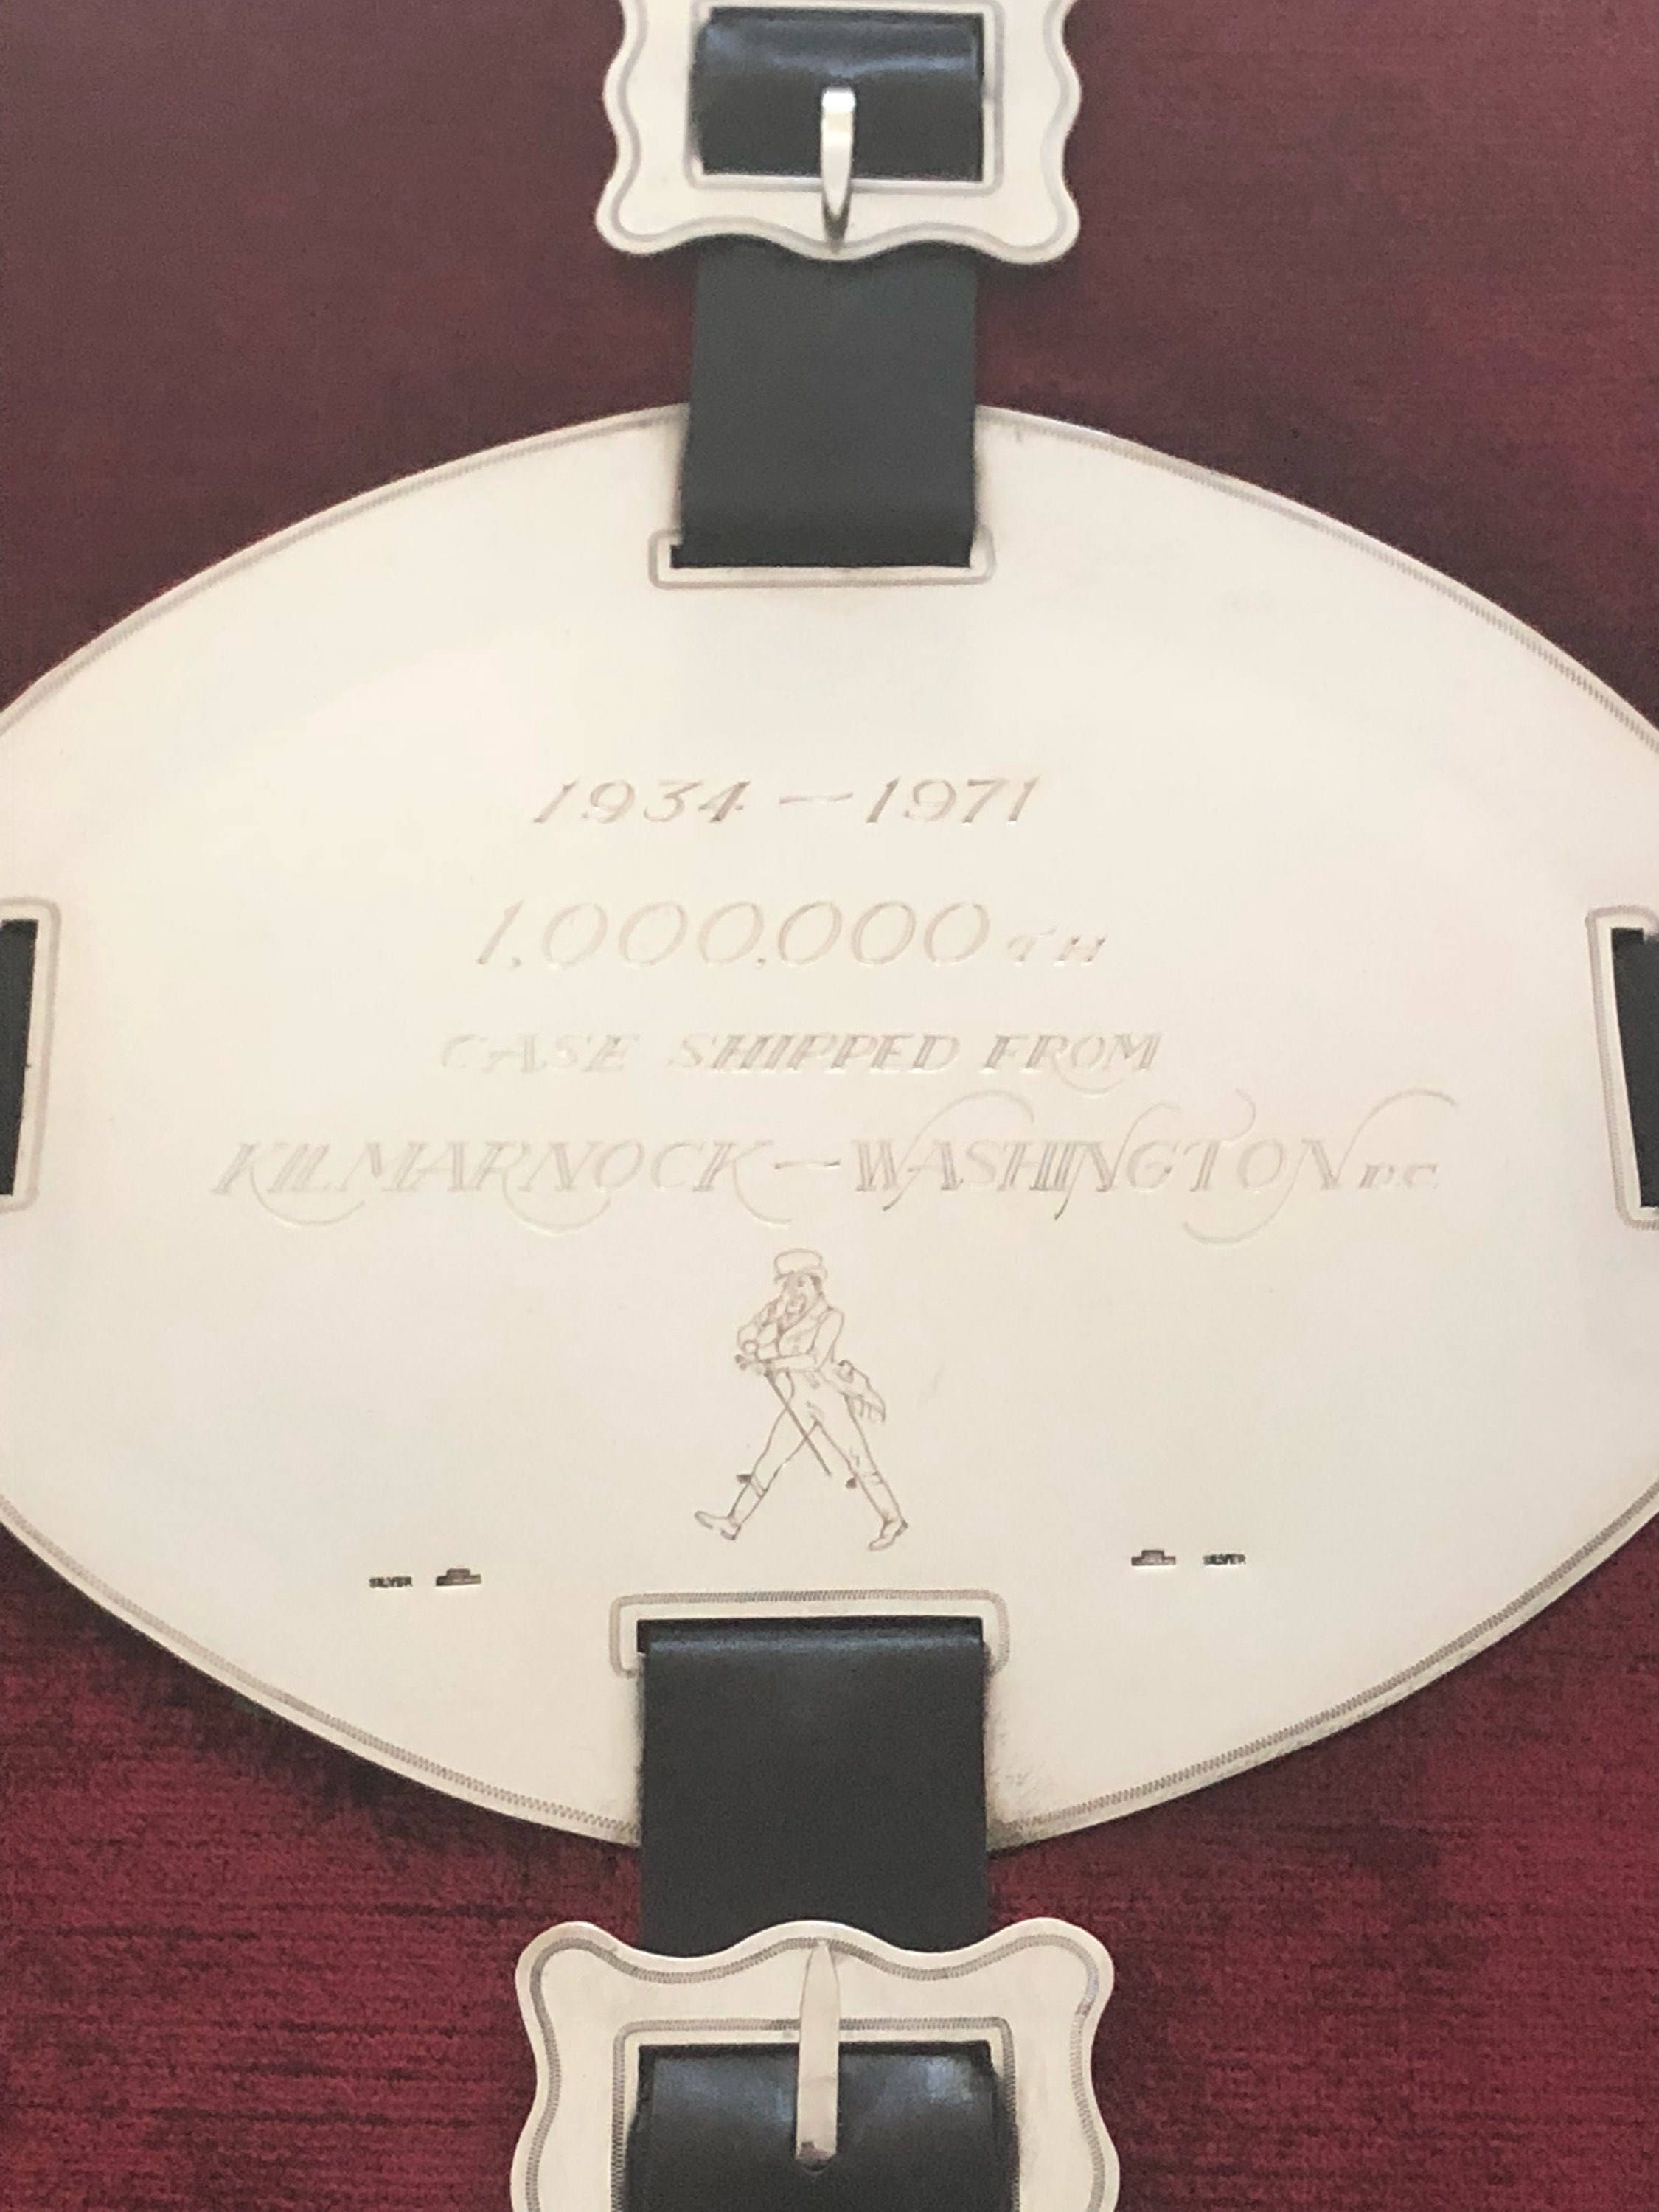 1934 — 1971
1,000,000 TH
CASE SHIPPED FROM
KILMARNOCK — WASHINGTON D.C.
SILVER
SILVER